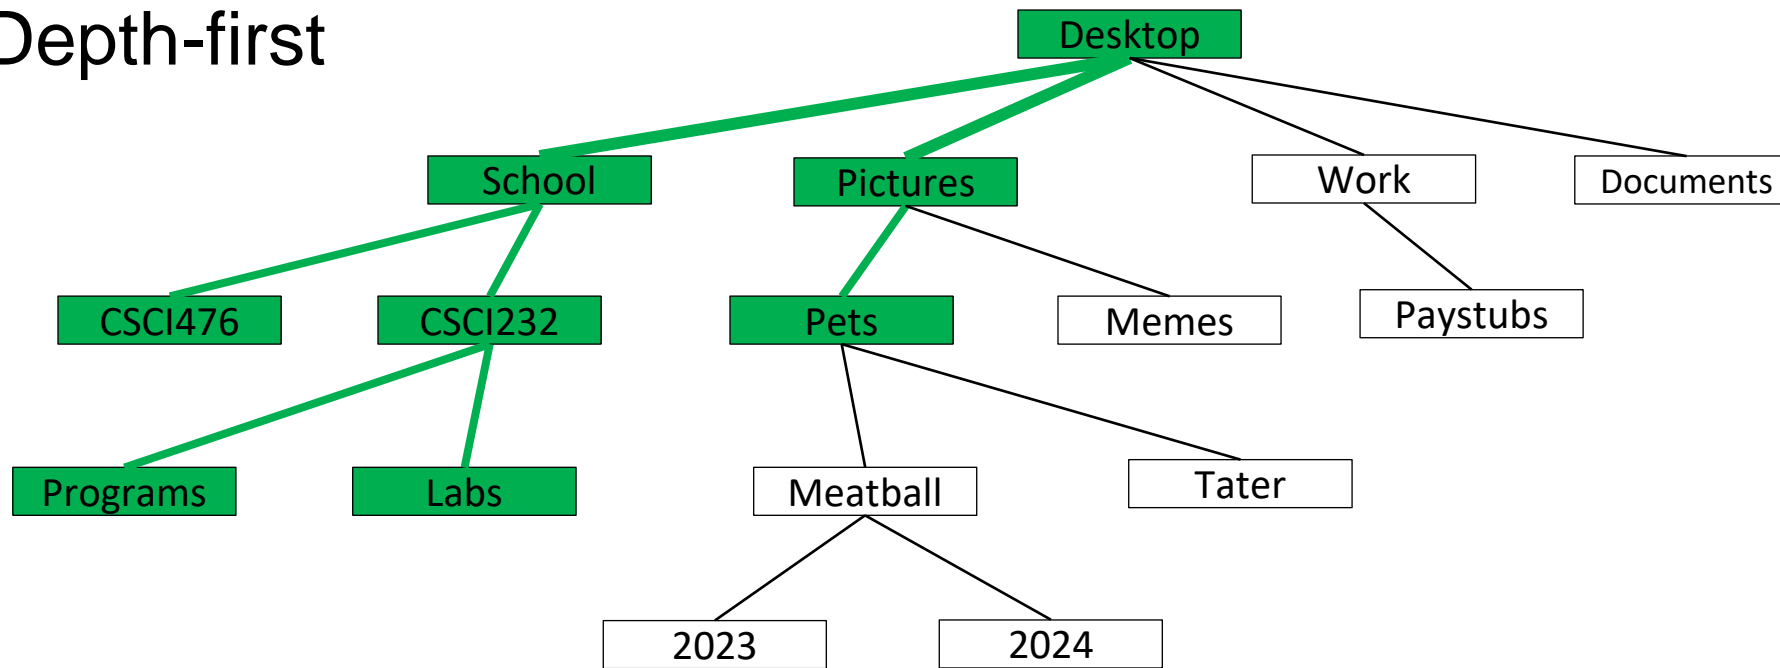 Depth-first
Desktop
School
Pictures
Work
Documents
CSCI476
CSCI232
Pets
Memes
Paystubs
Programs
Labs
Meatball
Tater
2023
2024